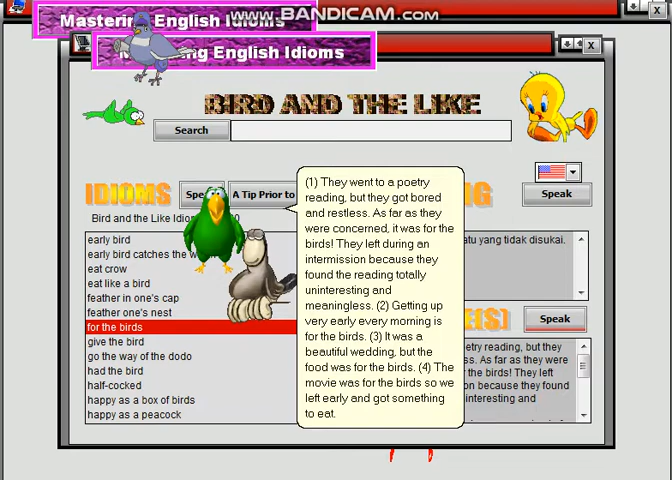 Mastering English Idioms
www.BANDICAM.com
ng English Idioms
BIRD AND THE LIKE
Search
IDIOMS
A Tip Prior to
NG
Speak
Bird and the Like Idio
early bird
early bird catches the w
eat crow
eat like a bird
feather in one's cap
feather one's nest
for the birds
give the bird
go the way of the dodo
had the bird
half-cocked
happy as a box of birds
happy as a peacock
(1) They went to a poetry
reading, but they got bored
and restless. As far as they
were concerned, it was for the
birds! They left during an
intermission because they
found the reading totally
uninteresting and
meaningless. (2) Getting up
very early every morning is
for the birds. (3) It was a
beautiful wedding, but the
food was for the birds. (4) The
movie was for the birds so we
left early and got something
to eat.
atu yang tidak disukai.
E(S)
Speak
etry reading, but they
s. As far as they were
birds! They left
on because they
interesting and